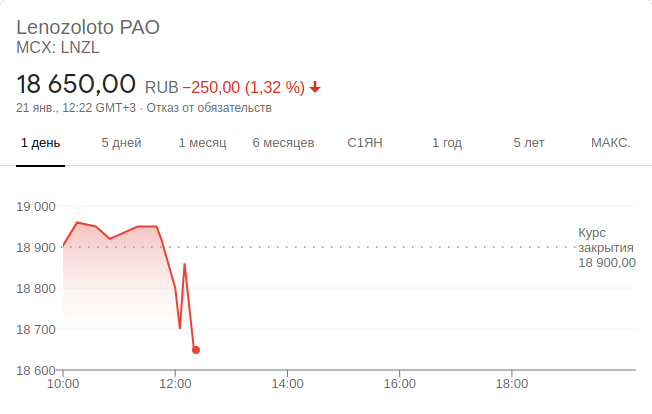 Lenozoloto PAO
MCX: LNZL
18 650,00 RUB −250,00 (1,32 %)
21 янв., 12:22 GMT+3 · Отказ от обязательств
1 день 5 дней 1 месяц 6 месяцев С1ЯН 1 год 5 лет МАКС.
19 000
Курс
18 900 закрытия
18 900,00
18 800
18 700
18 600
10:00 12:00 14:00 16:00 18:00